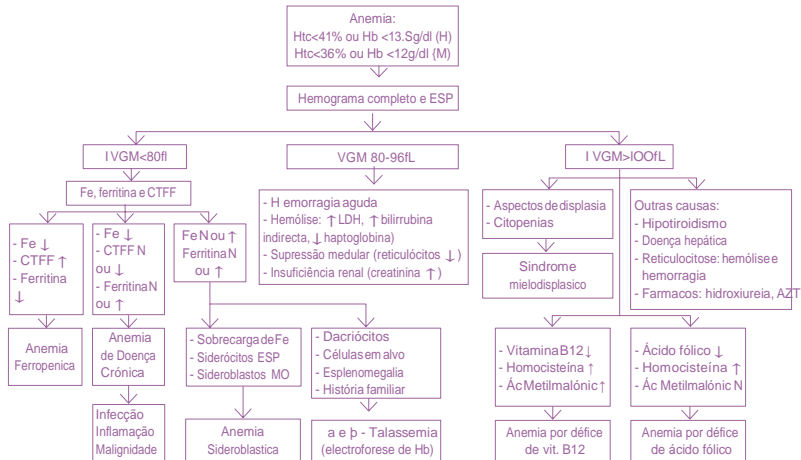 Anemia:
Htc<41% ou Hb <13.Sg/dl (H)
Htc<36% ou Hb <12g/dl {M)
Hemograma completo e ESP
I VGM<80fl
VGM 80-96fL
I VGM>lOOfL
Fe, ferritina e CTFF
- Fe ↓
- CTFF ↑
- Ferritina
↓
- Fe ↓
- CTFF N
ou ↓
- Ferritina N
ou ↑
Fe N ou ↑
Ferritina N
ou ↑
- H emorragia aguda
- Hemólise: ↑ LDH, ↑ bilirrubina
indirecta, ↓ haptoglobina)
- Supressão medular (reticulócitos ↓ )
- Insuficiência renal (creatinina ↑ )
- Aspectos de displasia
- Citopenias
Outras causas:
- Hipotiroidismo
- Doença hepática
- Reticulocitose: hemólise e
hemorragia
- Farmacos: hidroxiureia, AZT
Sindrome
mielodisplasico
Anemia
Ferropenica
Anemia
de Doença
Crónica
- Sobrecarga de Fe
- Siderócitos ESP
- Sideroblastos MO
- Dacriócitos
- Células em alvo
- Esplenomegalia
- História familiar
- Vitamina B12 ↓
- Homocisteína ↑
- Ác Metilmalónic ↑
- Ácido fólico ↓
- Homocisteína ↑
- Ác Metilmalónic N
Infecção
Inflamação
Malignidade
Anemia
Sideroblastica
a e þ - Talassemia
(electroforese de Hb)
Anemia por défice
de vit. B12
Anemia por défice
de ácido fólico